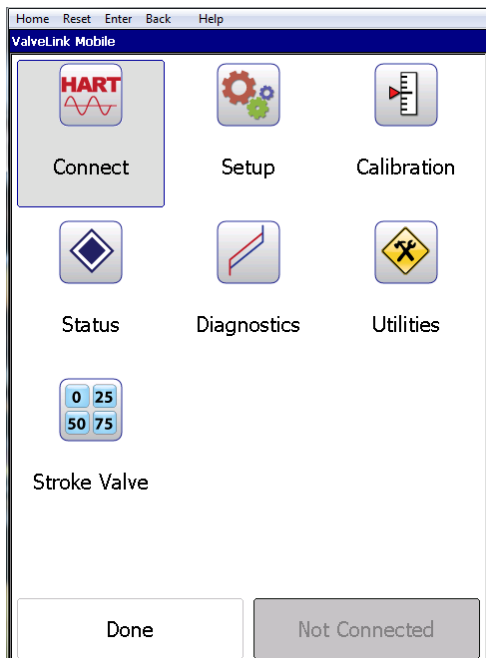 Home Reset Enter Back Help
ValveLink Mobile
HART
Connect Setup Calibration
Status Diagnostics Utilities
0 25
50 75
Stroke Valve
Done Not Connected